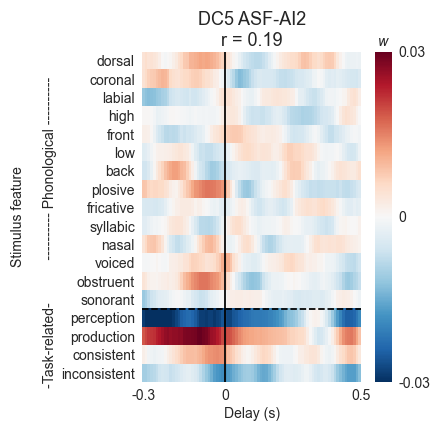 DC5 ASF-AI2
r = 0.19
w
0.03
0
-0.03
Stimulus feature
---------- Phonological ----------
-Task-related-
dorsal
coronal
labial
high
front
low
back
plosive
fricative
syllabic
nasal
voiced
obstruent
sonorant
perception
production
consistent
inconsistent
-0.3
0
0.5
Delay (s)